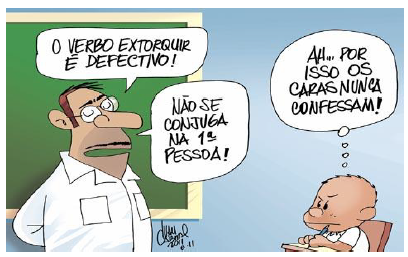 O VERBO EXTORQUIR
É DEFECTIVO!
NÃO SE
CONJUGA
NA 1ª
PESSOA!
AH... POR
ISSO OS
CARAS NUNCA
CONFESSAM!